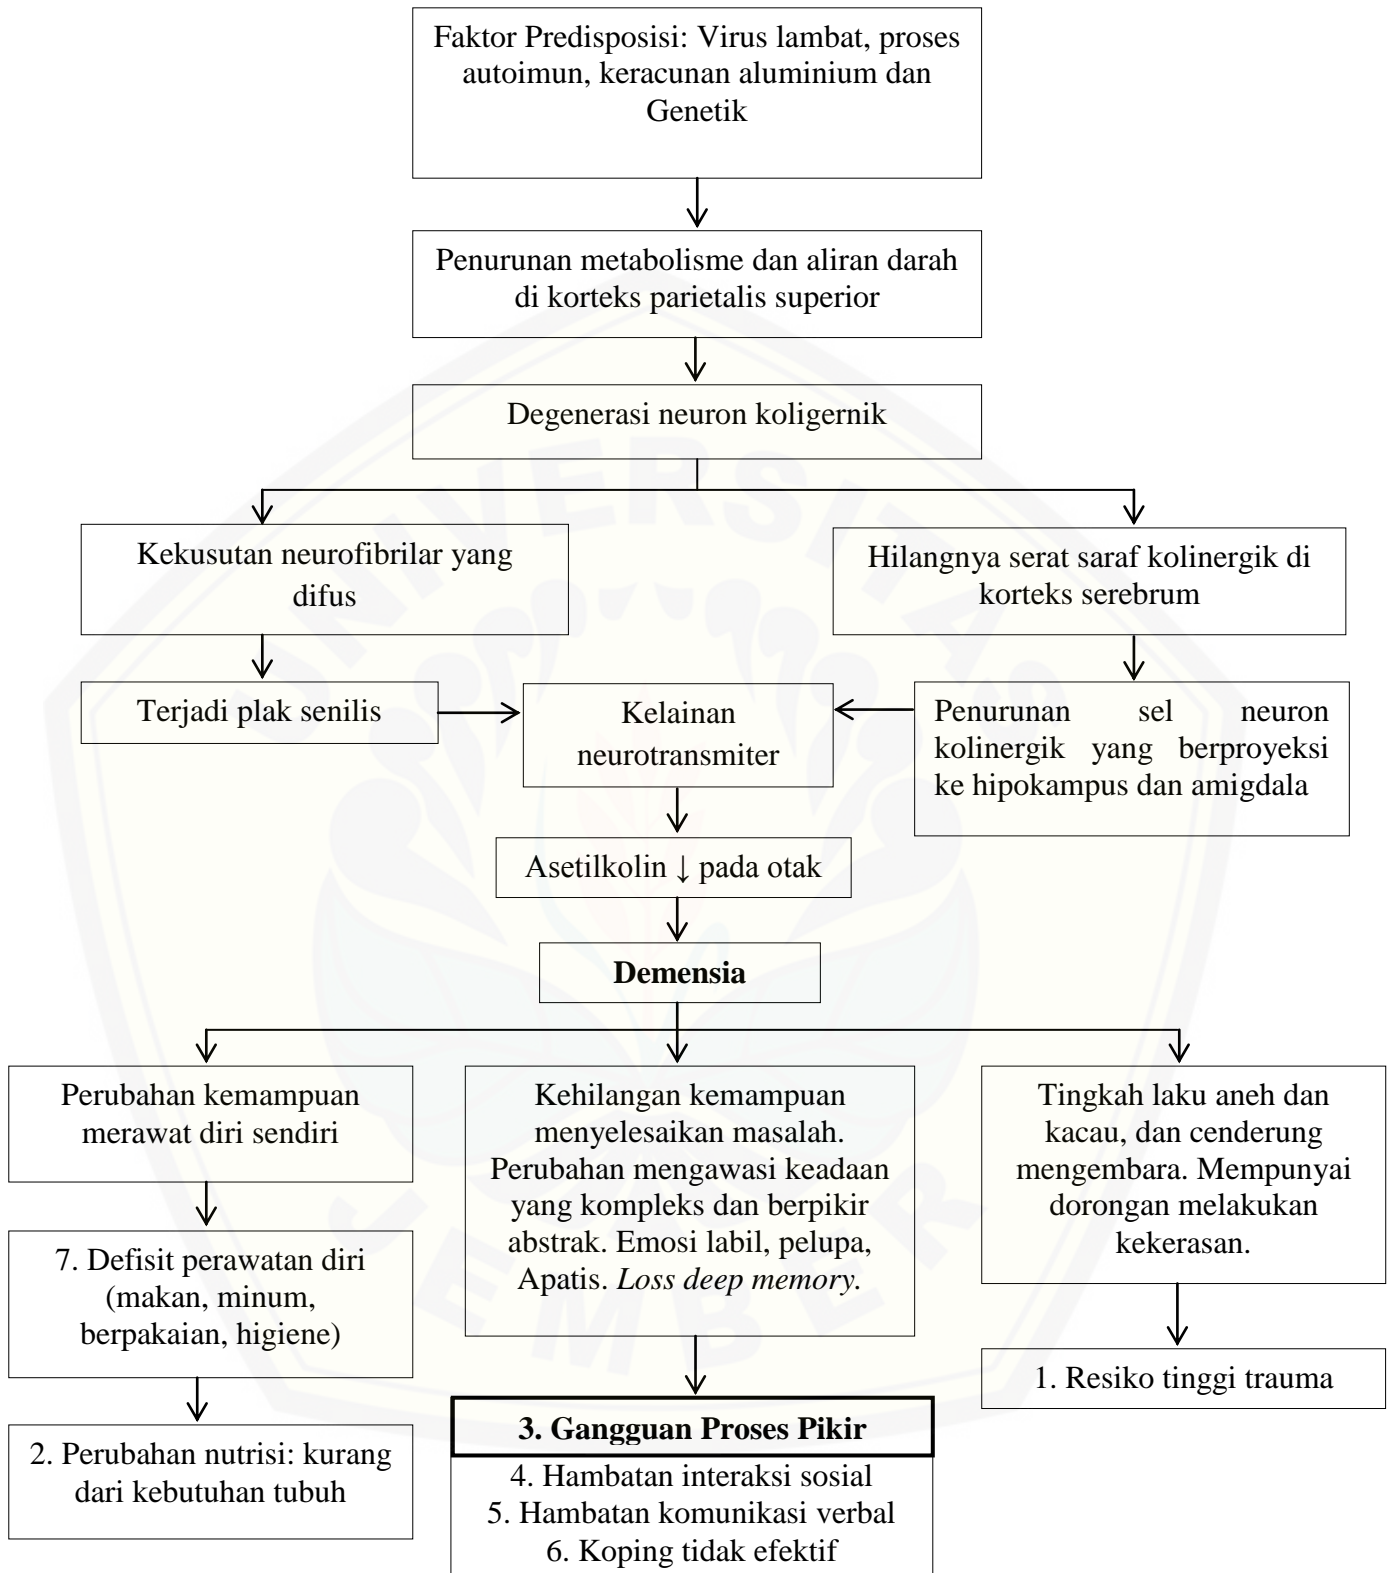 Faktor Predisposisi: Virus lambat, proses
autoimun, keracunan aluminium dan
Genetik
Penurunan metabolisme dan aliran darah
di korteks parietalis superior
Degenerasi neuron koligernik
Kekusutan neurofibrilar yang
difus
Hilangnya serat saraf kolinergik di
korteks serebrum
Terjadi plak senilis
Kelainan
neurotransmiter
Penurunan sel neuron
kolinergik yang berproyeksi
ke hipokampus dan amigdala
Asetilkolin ↓ pada otak
Demensia
Perubahan kemampuan
merawat diri sendiri
Kehilangan kemampuan
menyelesaikan masalah.
Perubahan mengawasi keadaan
yang kompleks dan berpikir
abstrak. Emosi labil, pelupa,
Apatis. Loss deep memory.
Tingkah laku aneh dan
kacau, dan cenderung
mengembara. Mempunyai
dorongan melakukan
kekerasan.
7. Defisit perawatan diri
(makan, minum,
berpakaian, higiene)
1. Resiko tinggi trauma
2. Perubahan nutrisi: kurang
dari kebutuhan tubuh
3. Gangguan Proses Pikir
4. Hambatan interaksi sosial
5. Hambatan komunikasi verbal
6. Koping tidak efektif
UNIVERSITAS
JEMBER